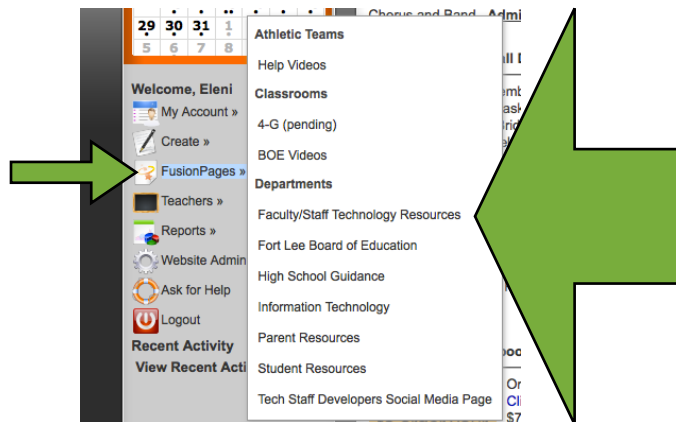 Chorus and Band Admi
29 30 31 1
5 6 7 8
Welcome, Eleni
My Account »
Create »
FusionPages »
Teachers »
Reports »
Website Admin
Ask for Help
Logout
Recent Activity
View Recent Acti
Athletic Teams
Help Videos
Classrooms
4-G (pending)
BOE Videos
Departments
Faculty/Staff Technology Resources
Fort Lee Board of Education
High School Guidance
Information Technology
Parent Resources
Student Resources
Tech Staff Developers Social Media Page
Or
Cli
$7